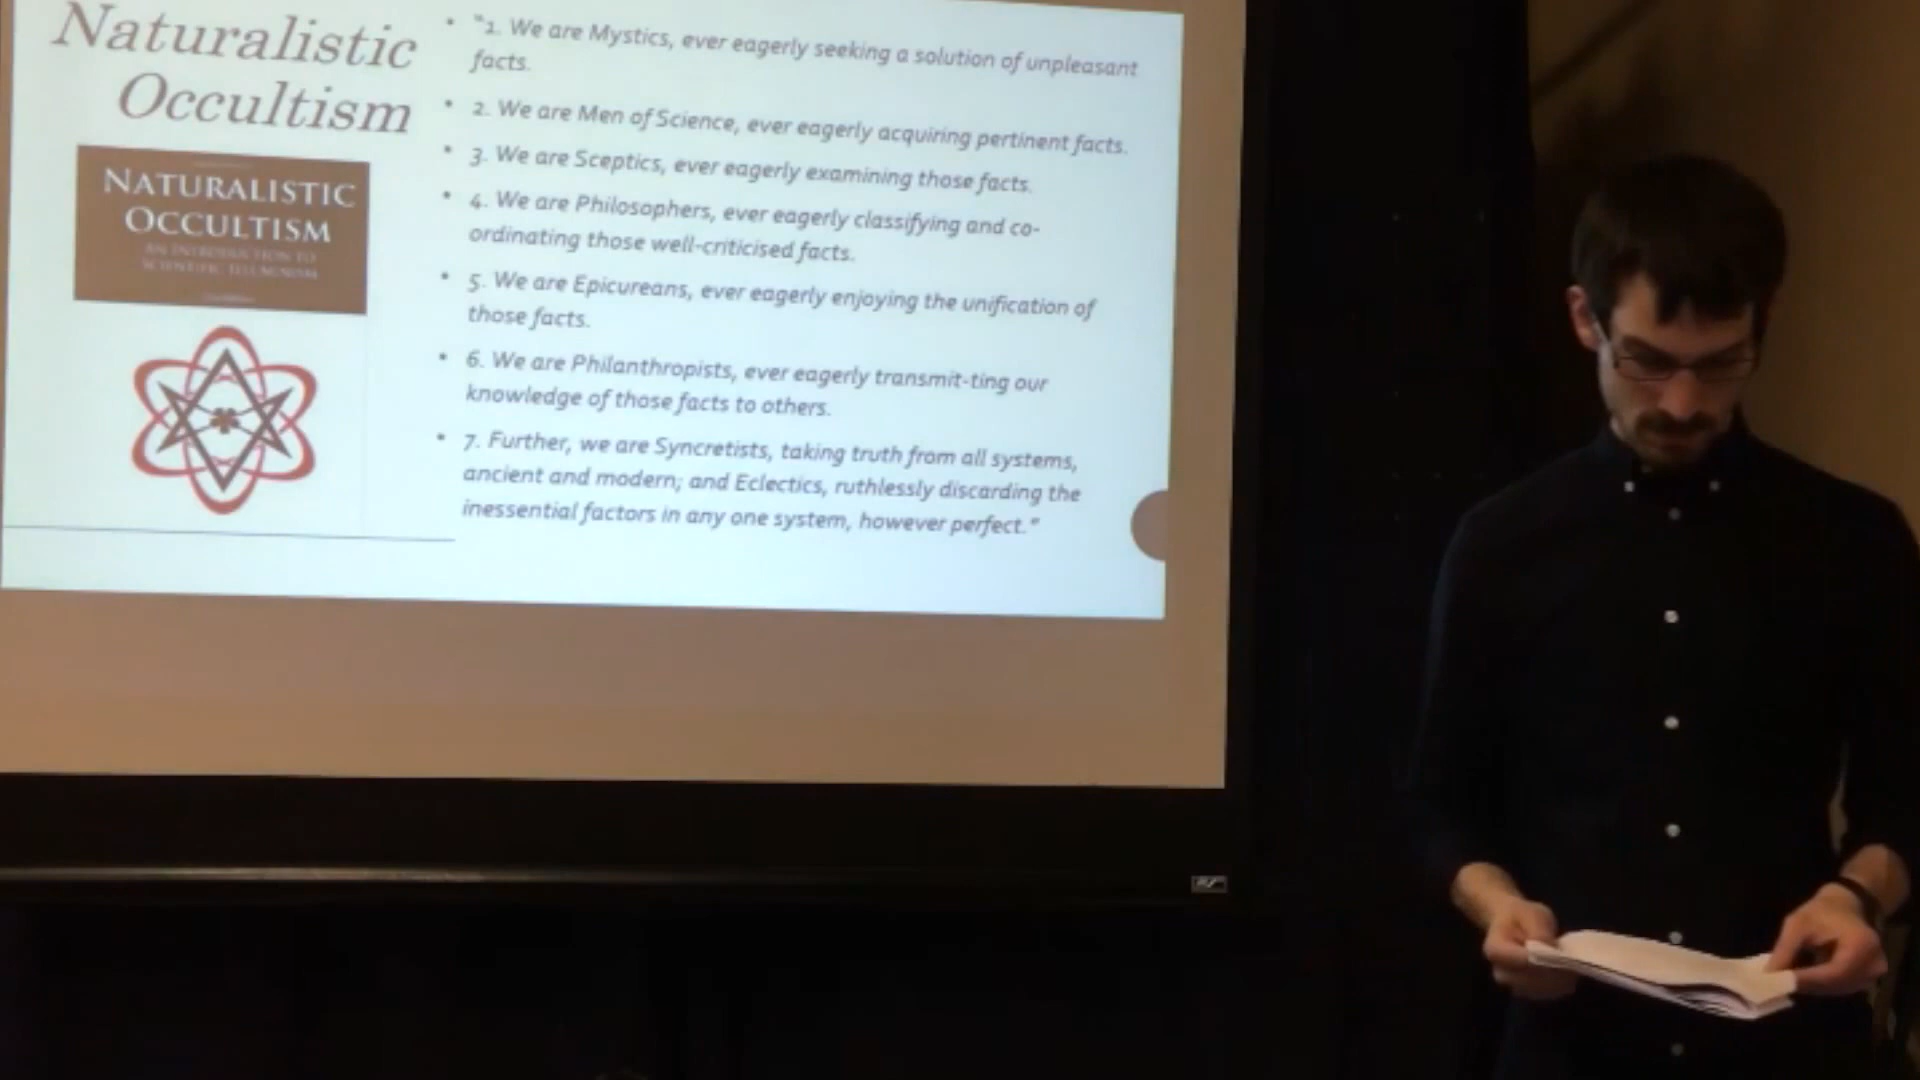 Naturalistic
Occultism
NATURALISTIC
OCCULTISM
AN INTRODUCTION TO
SCIENTIFIC ILLUMINISM
• "1. We are Mystics, ever eagerly seeking a solution of unpleasant
facts.
• 2. We are Men of Science, ever eagerly acquiring pertinent facts.
• 3. We are Sceptics, ever eagerly examining those facts.
• 4. We are Philosophers, ever eagerly classifying and co-
ordinating those well-criticised facts.
• 5. We are Epicureans, ever eagerly enjoying the unification of
those facts.
• 6. We are Philanthropists, ever eagerly transmit-ting our
knowledge of those facts to others.
• 7. Further, we are Syncretists, taking truth from all systems,
ancient and modern; and Eclectics, ruthlessly discarding the
inessential factors in any one system, however perfect."